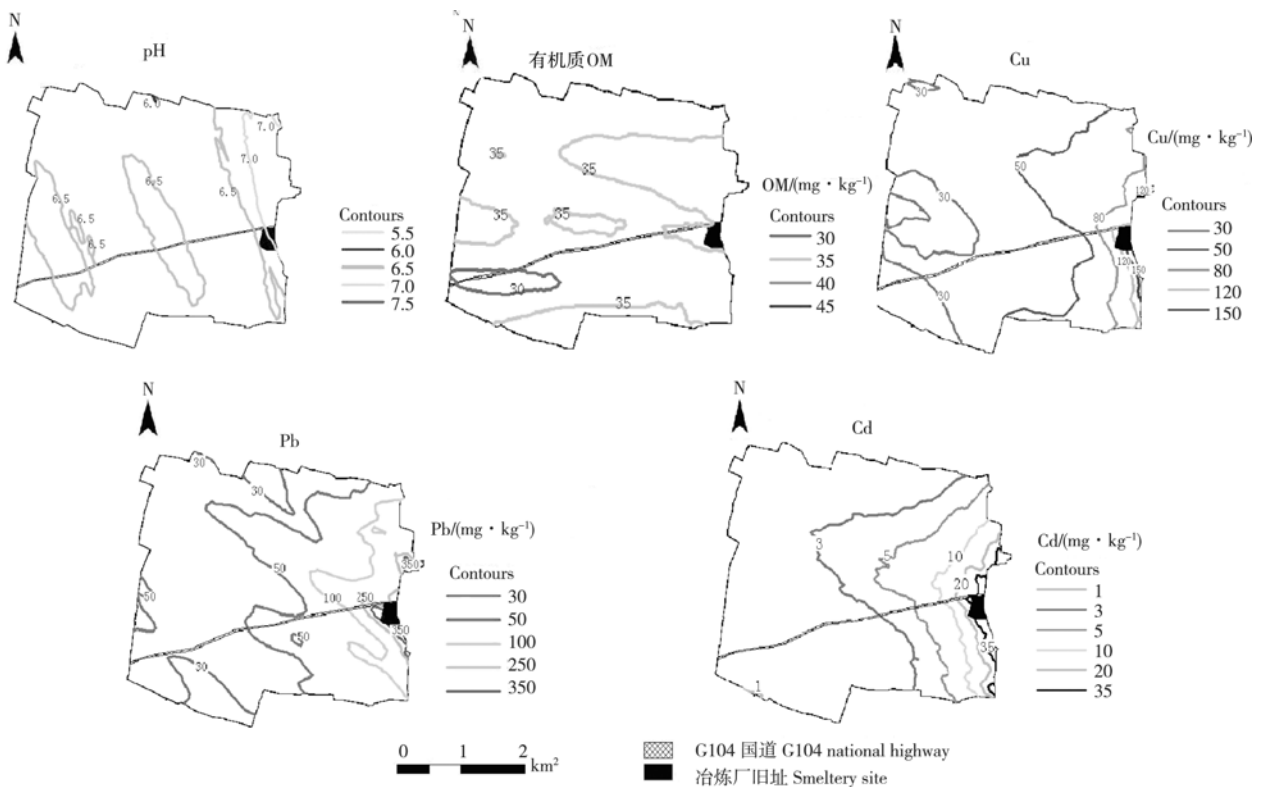 N
pH
6.0
7.0
7.0
6.5
6.5
6.5
6.5
6.5
Contours
5.5
6.0
6.5
7.0
7.5
N
有机质OM
35
35
35
35
30
35
OM/(mg·kg⁻¹)
Contours
30
35
40
45
N
Cu
30
50
30
120
80
120
150
30
Cu/(mg·kg⁻¹)
Contours
30
50
80
120
150
N
Pb
30
30
350
50
50
100
250
350
50
30
Pb/(mg·kg⁻¹)
Contours
30
50
100
250
350
N
Cd
3
5
10
20
35
1
Cd/(mg·kg⁻¹)
Contours
1
3
5
10
20
35
0 1 2
km²
G104 国道 G104 national highway
冶炼厂旧址 Smeltery site